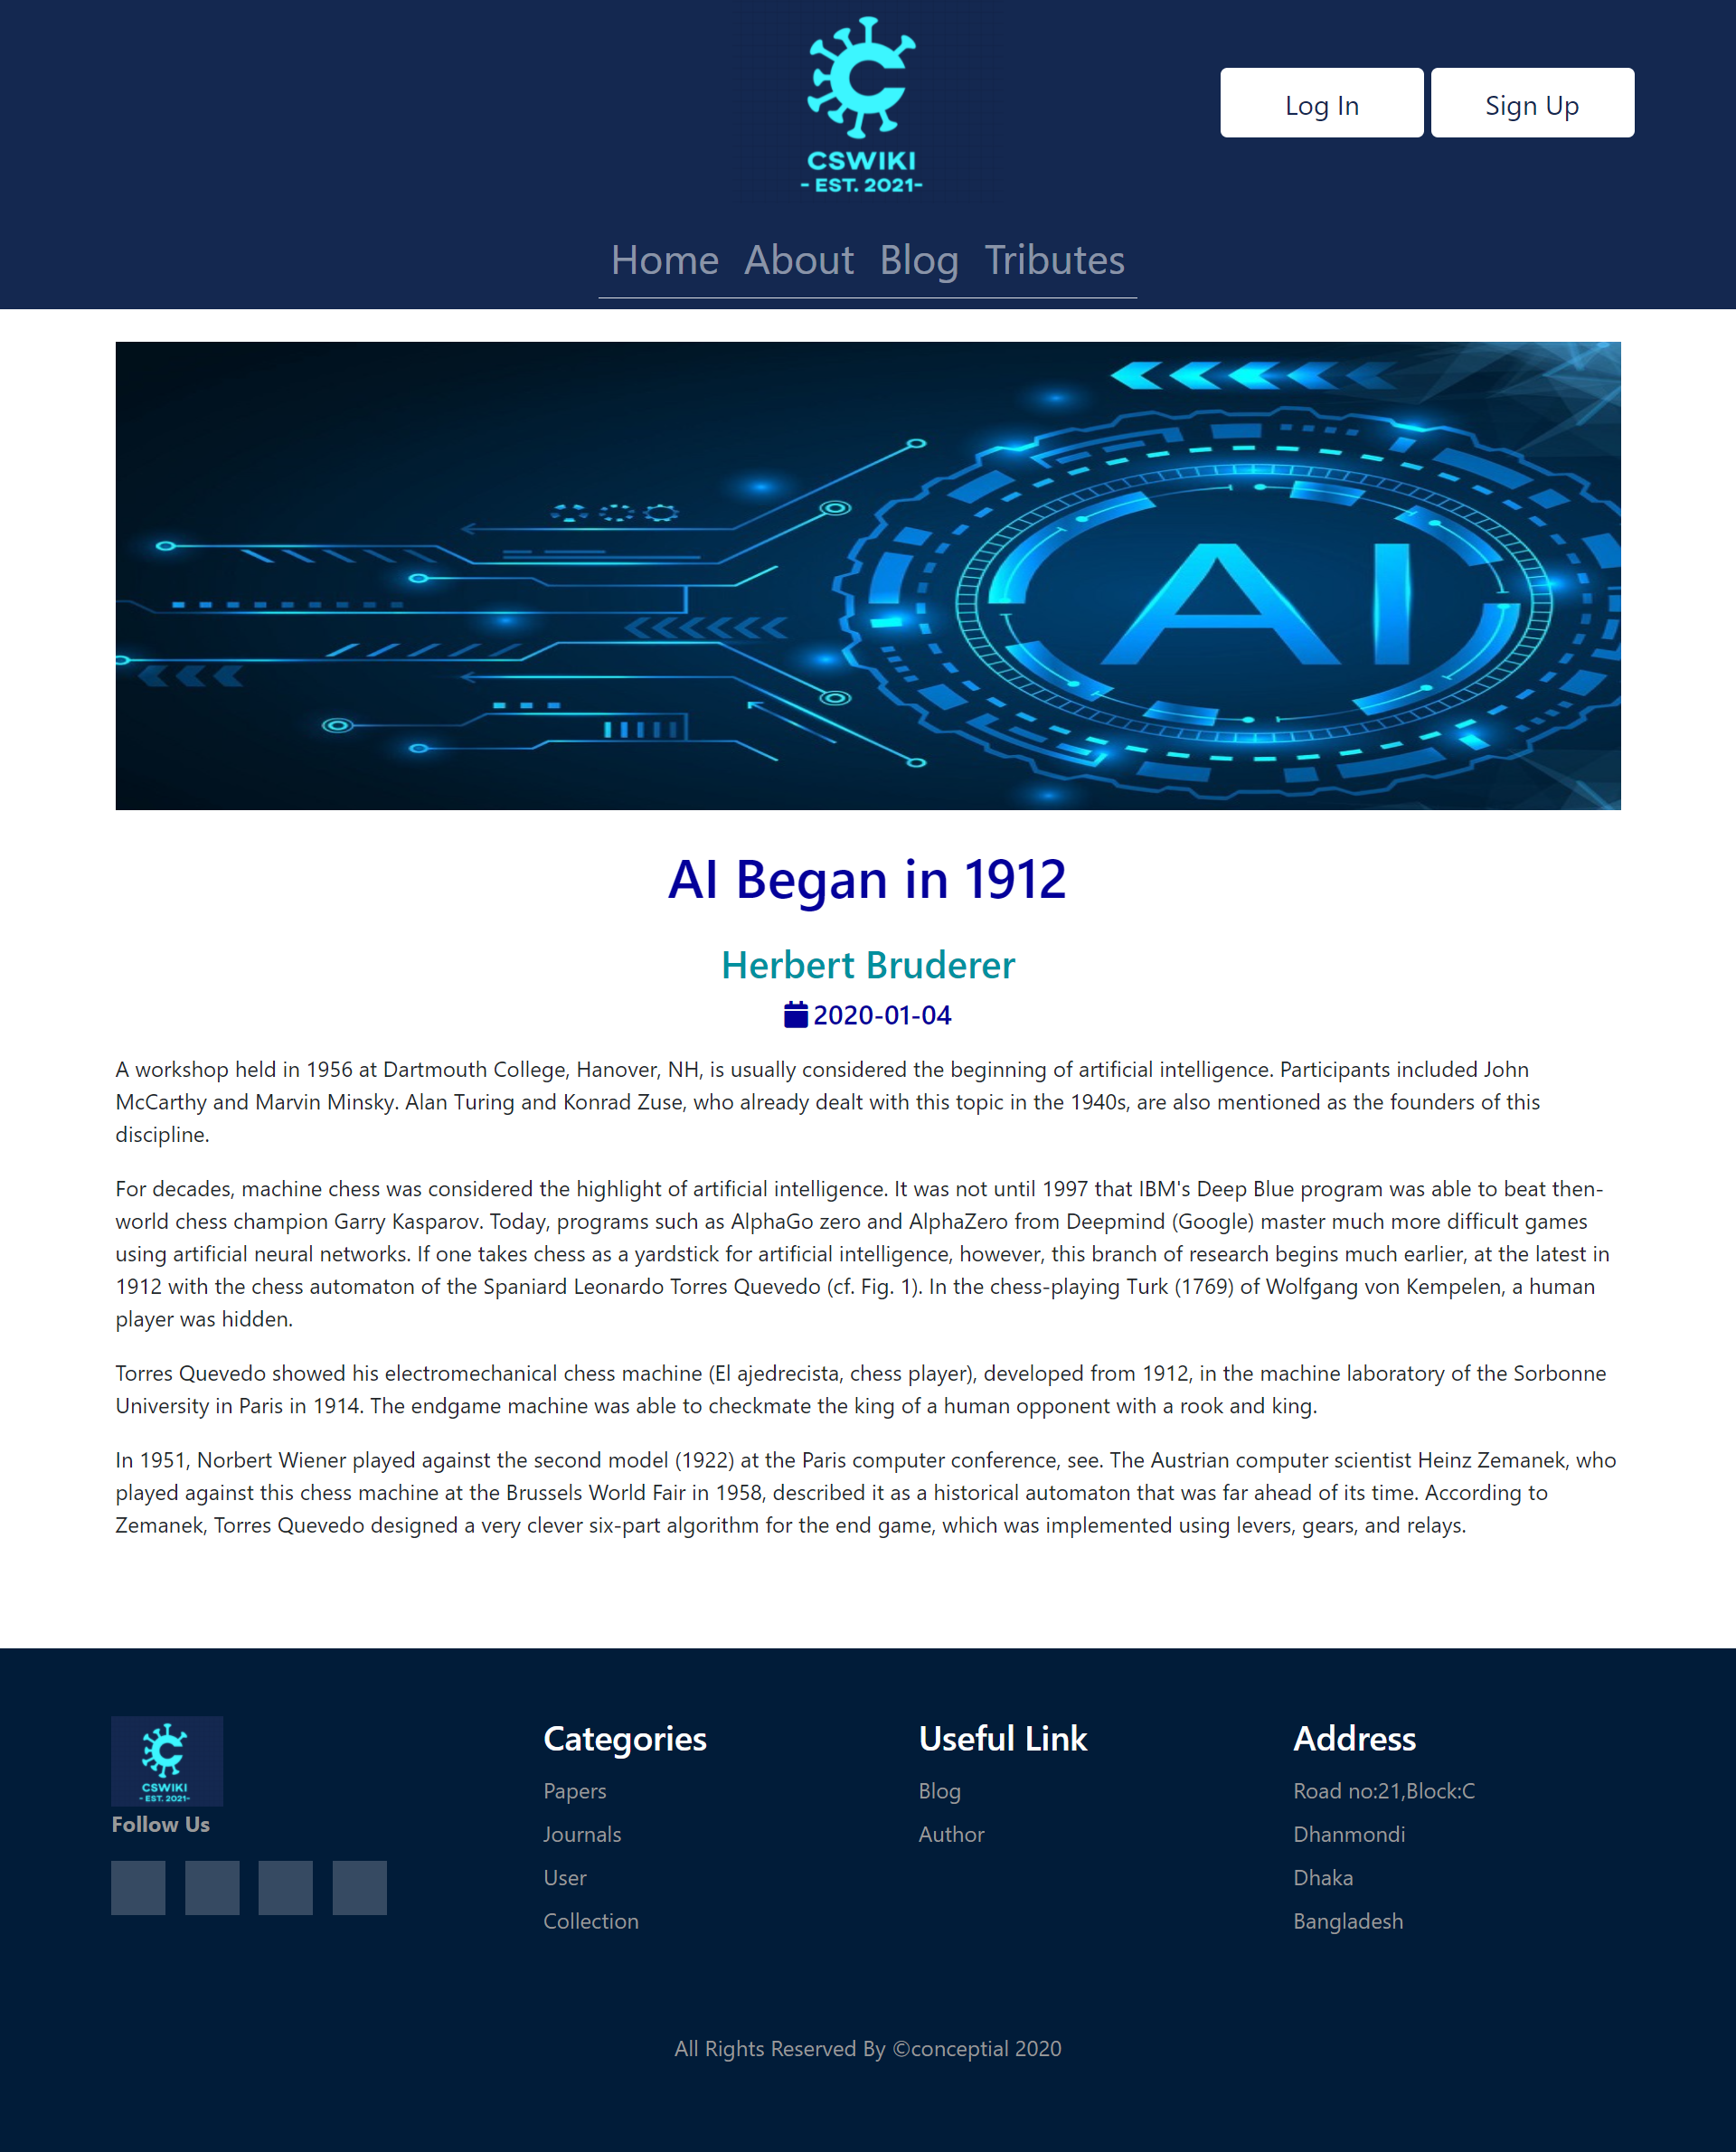 CSWIKI
- EST. 2021-
Log In
Sign Up
Home About Blog Tributes
AI
AI Began in 1912
Herbert Bruderer
2020-01-04
A workshop held in 1956 at Dartmouth College, Hanover, NH, is usually considered the beginning of artificial intelligence. Participants included John
McCarthy and Marvin Minsky. Alan Turing and Konrad Zuse, who already dealt with this topic in the 1940s, are also mentioned as the founders of this
discipline.
For decades, machine chess was considered the highlight of artificial intelligence. It was not until 1997 that IBM's Deep Blue program was able to beat then-
world chess champion Garry Kasparov. Today, programs such as AlphaGo zero and AlphaZero from Deepmind (Google) master much more difficult games
using artificial neural networks. If one takes chess as a yardstick for artificial intelligence, however, this branch of research begins much earlier, at the latest in
1912 with the chess automaton of the Spaniard Leonardo Torres Quevedo (cf. Fig. 1). In the chess-playing Turk (1769) of Wolfgang von Kempelen, a human
player was hidden.
Torres Quevedo showed his electromechanical chess machine (El ajedrecista, chess player), developed from 1912, in the machine laboratory of the Sorbonne
University in Paris in 1914. The endgame machine was able to checkmate the king of a human opponent with a rook and king.
In 1951, Norbert Wiener played against the second model (1922) at the Paris computer conference, see. The Austrian computer scientist Heinz Zemanek, who
played against this chess machine at the Brussels World Fair in 1958, described it as a historical automaton that was far ahead of its time. According to
Zemanek, Torres Quevedo designed a very clever six-part algorithm for the end game, which was implemented using levers, gears, and relays.
CSWIKI
- EST. 2021-
Follow Us
Categories
Papers
Journals
User
Collection
Useful Link
Blog
Author
Address
Road no:21,Block:C
Dhanmondi
Dhaka
Bangladesh
All Rights Reserved By ©conceptial 2020